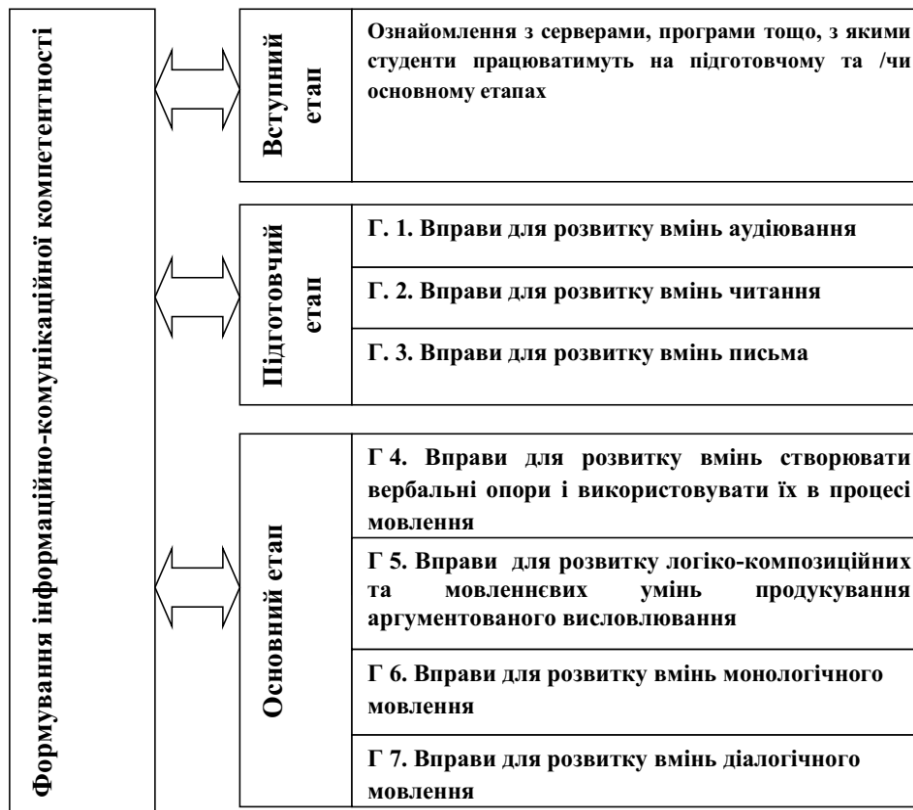 Формування інформаційно-комунікаційної компетентності
Вступний
етап
Ознайомлення з серверами, програми тощо, з якими
студенти працюватимуть на підготовчому та /чи
основному етапах
Підготовчий
етап
Г. 1. Вправи для розвитку вмінь аудіювання
Г. 2. Вправи для розвитку вмінь читання
Г. 3. Вправи для розвитку вмінь письма
Основний етап
Г 4. Вправи для розвитку вмінь створювати
вербальні опори і використовувати їх в процесі
мовлення
Г 5. Вправи для розвитку логіко-композиційних
та мовленнєвих умінь продукування
аргументованого висловлювання
Г 6. Вправи для розвитку вмінь монологічного
мовлення
Г 7. Вправи для розвитку вмінь діалогічного
мовлення